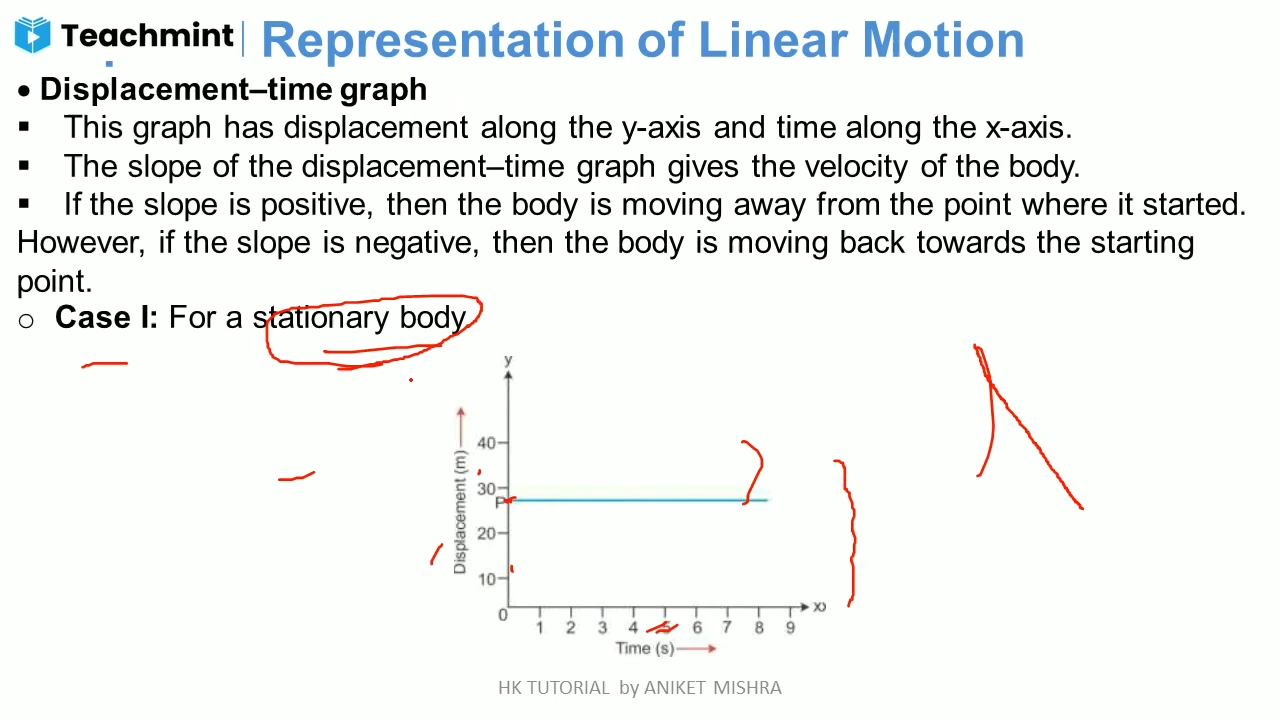 Teachmint
Representation of Linear Motion
• Displacement–time graph
▪ This graph has displacement along the y-axis and time along the x-axis.
▪ The slope of the displacement–time graph gives the velocity of the body.
▪ If the slope is positive, then the body is moving away from the point where it started.
However, if the slope is negative, then the body is moving back towards the starting
point.
o Case I: For a stationary body
y
Displacement (m)
40
30
P
20
10
0
1 2 3 4 5 6 7 8 9
x
Time (s)
HK TUTORIAL by ANIKET MISHRA